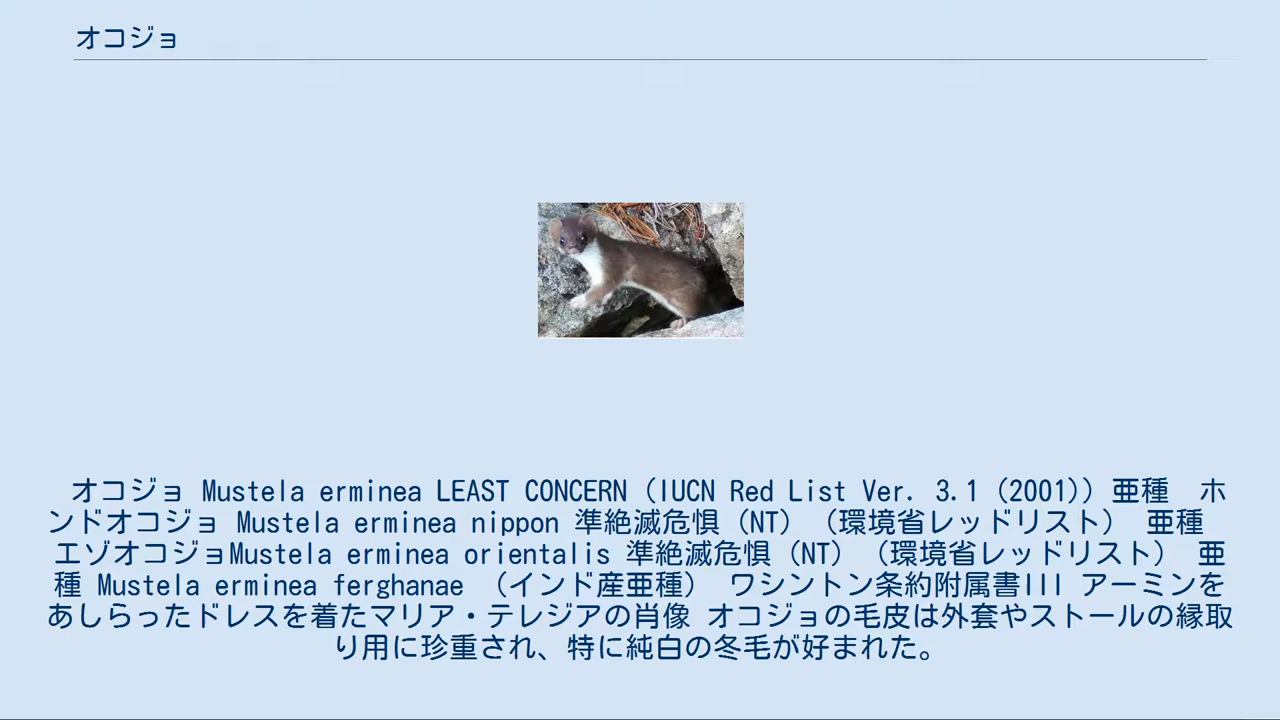 オコジョ
オコジョ Mustela erminea LEAST CONCERN (IUCN Red List Ver. 3.1 (2001)) 亜種　ホ
ンドオコジョ Mustela erminea nippon 準絶滅危惧（NT）（環境省レッドリスト） 亜種
エゾオコジョMustela erminea orientalis 準絶滅危惧（NT）（環境省レッドリスト） 亜
種 Mustela erminea ferghanae （インド産亜種） ワシントン条約附属書III アーミンを
あしらったドレスを着たマリア・テレジアの肖像 オコジョの毛皮は外套やストールの縁取
り用に珍重され、特に純白の冬毛が好まれた。